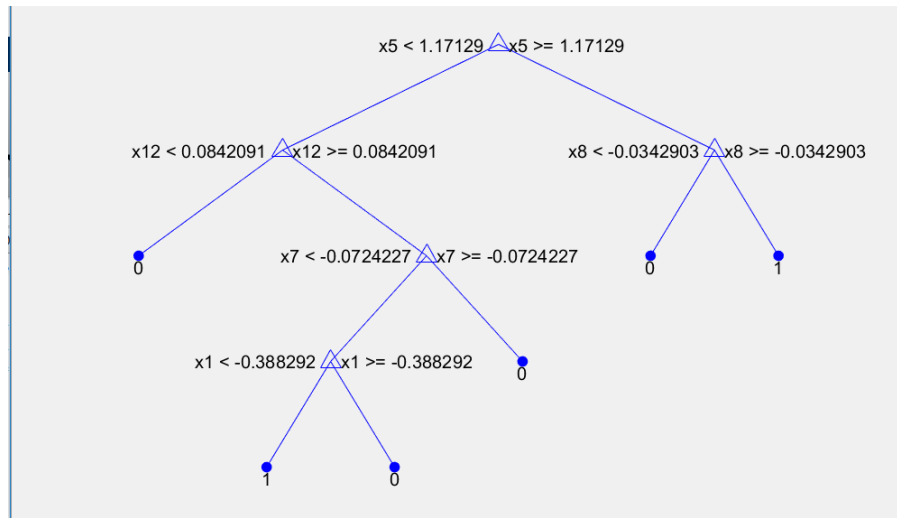 x5 < 1.17129 x5 >= 1.17129
x12 < 0.0842091 x12 >= 0.0842091 x8 < -0.0342903 x8 >= -0.0342903
0 x7 < -0.0724227 x7 >= -0.0724227 0 1
x1 < -0.388292 x1 >= -0.388292 0
1 0